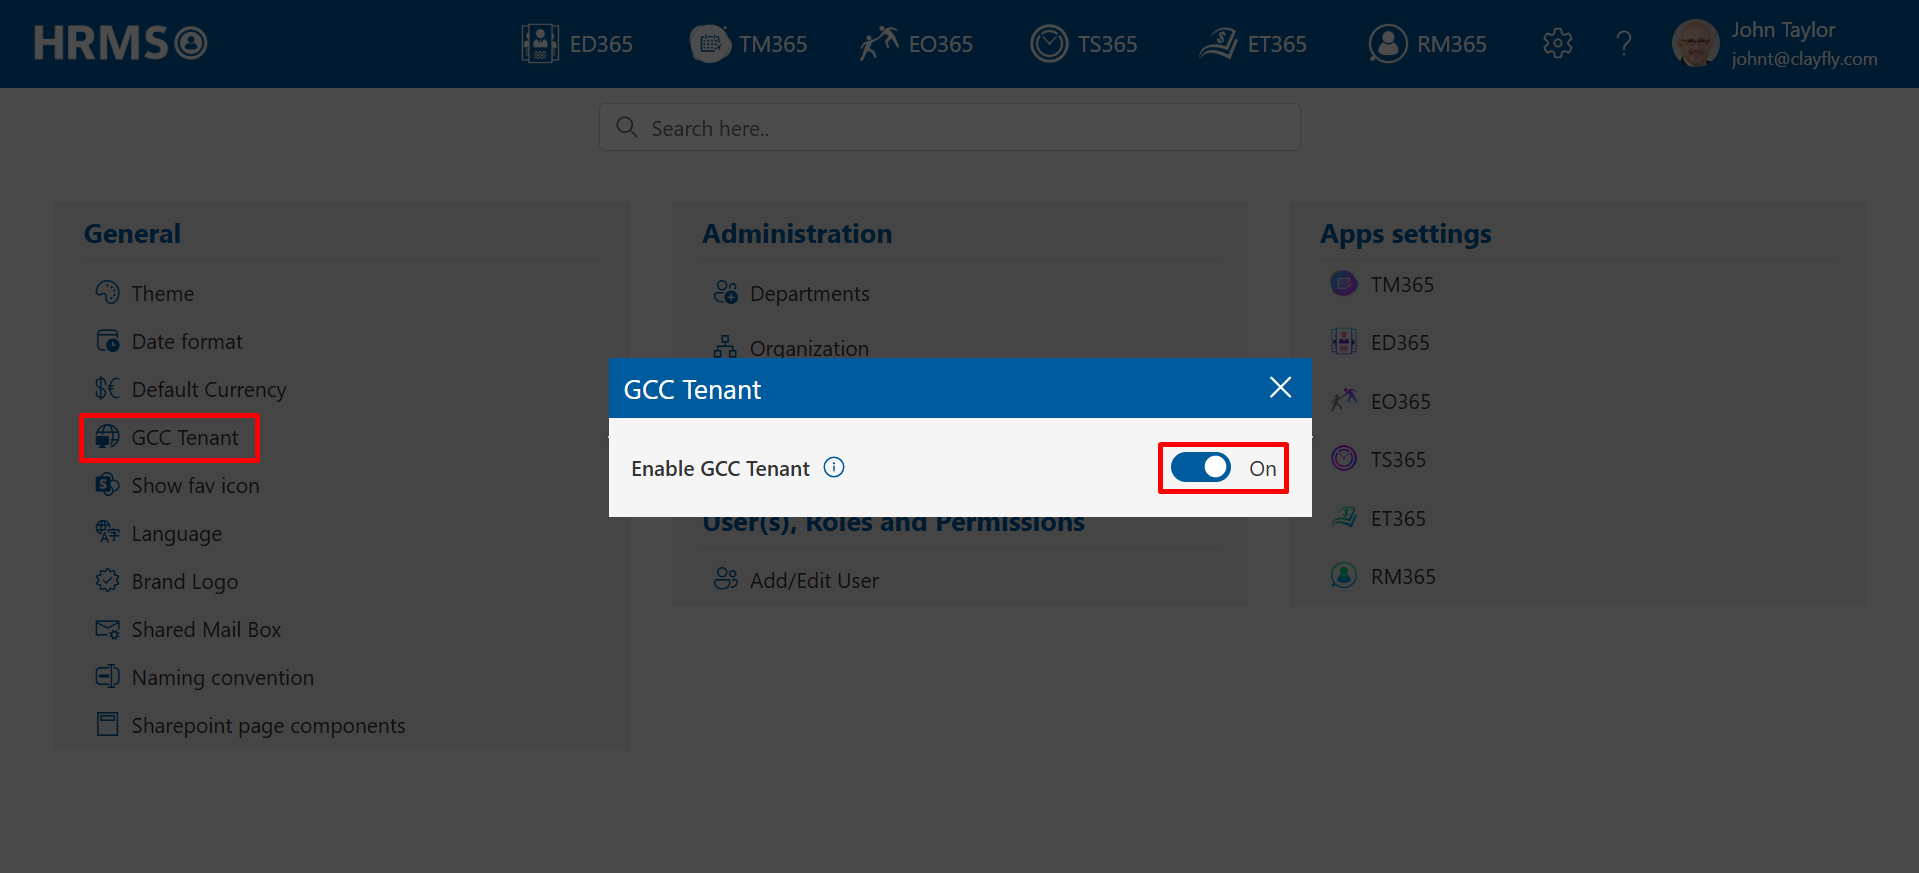 HRMS
ED365
TM365
EO365
TS365
ET365
RM365
?
John Taylor
johnt@clayfly.com
Search here..
General
Theme
Date format
Default Currency
GCC Tenant
Show fav icon
Language
Brand Logo
Shared Mail Box
Naming convention
Sharepoint page components
Administration
Departments
Organization
GCC Tenant
Enable GCC Tenant
On
User(s), Roles and Permissions
Add/Edit User
Apps settings
TM365
ED365
EO365
TS365
ET365
RM365